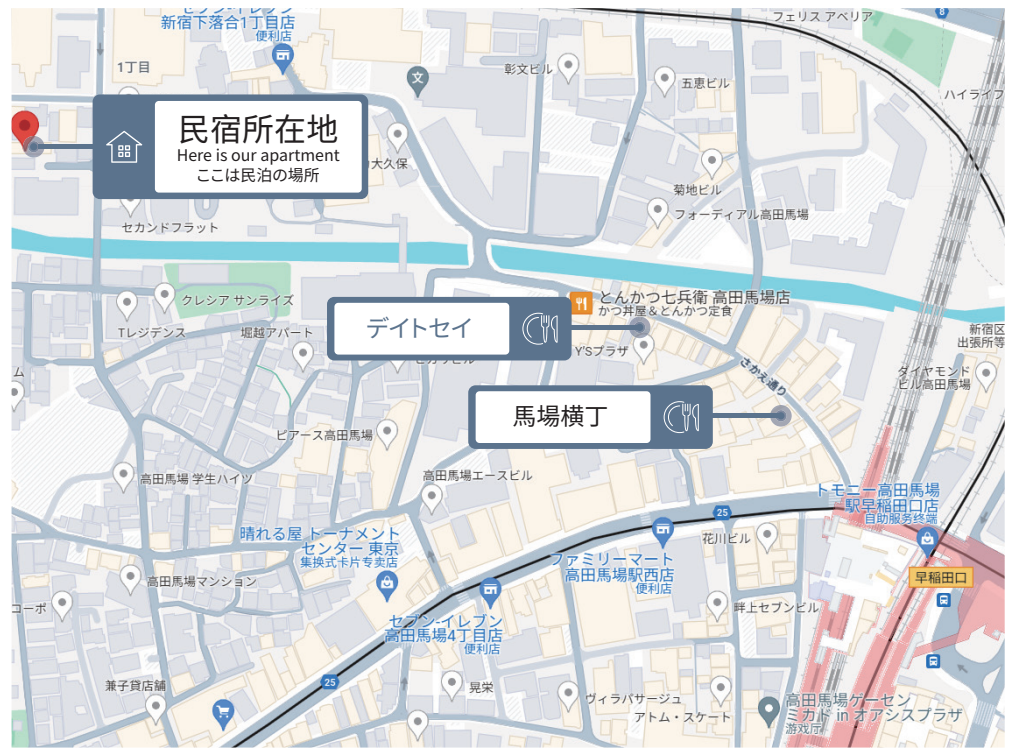 セブン-イレブン
新宿下落合1丁目店
便利店
フェリス アベリア
8
1丁目
文
彰文ビル
五恵ビル
ハイライフ
民宿所在地
Here is our apartment
ここは民泊の場所
大久保
菊地ビル
フォーディアル高田馬場
セカンドフラット
クレシア サンライズ
Tレジデンス
堀越アパート
デイトセイ
とんかつ七兵衛 高田馬場店
かつ丼屋&とんかつ定食
Y'Sプラザ
新宿区
出張所等
ム
さかえ通り
ダイヤモンド
ビル高田馬場
馬場横丁
ピアース高田馬場
高田馬場 学生ハイツ
高田馬場エースビル
トモニー高田馬場
駅早稲田口店
自助服务终端
25
晴れる屋 トーナメント
センター 東京
集换式卡片专卖店
花川ビル
ファミリーマート
高田馬場駅西店
便利店
早稲田口
高田馬場マンション
コーポ
畔上セブンビル
セブン-イレブン
高田馬場4丁目店
便利店
25
兼子貸店舗
晃栄
ヴィラパサージュ
アトム・スケート
高田馬場ゲーセン
ミカド in オアシスプラザ
游戏厅